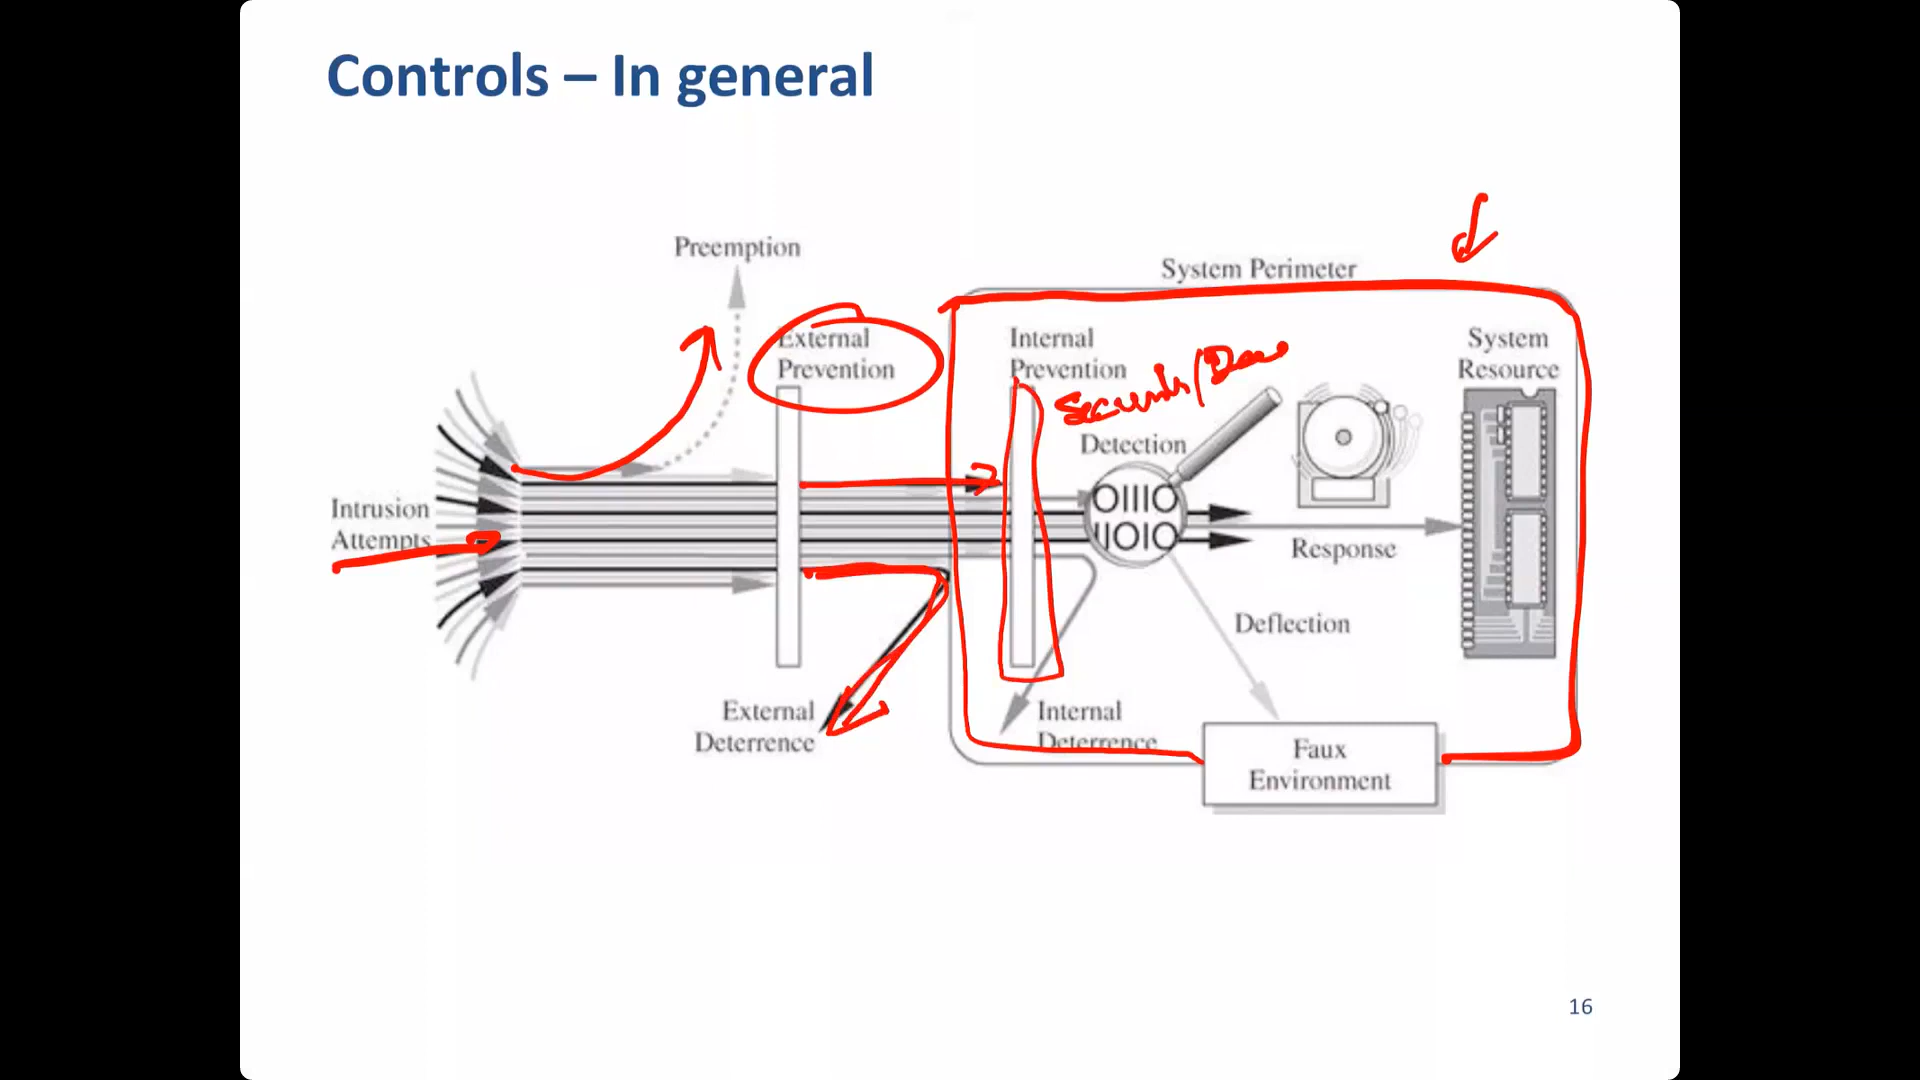 Controls – In general
Preemption
System Perimeter
External
Prevention
Internal
Prevention
System
Resource
Detection
Intrusion
Attempts
OIIIO
IIOIO
Response
Deflection
External
Deterrence
Internal
Deterrence
Faux
Environment
16